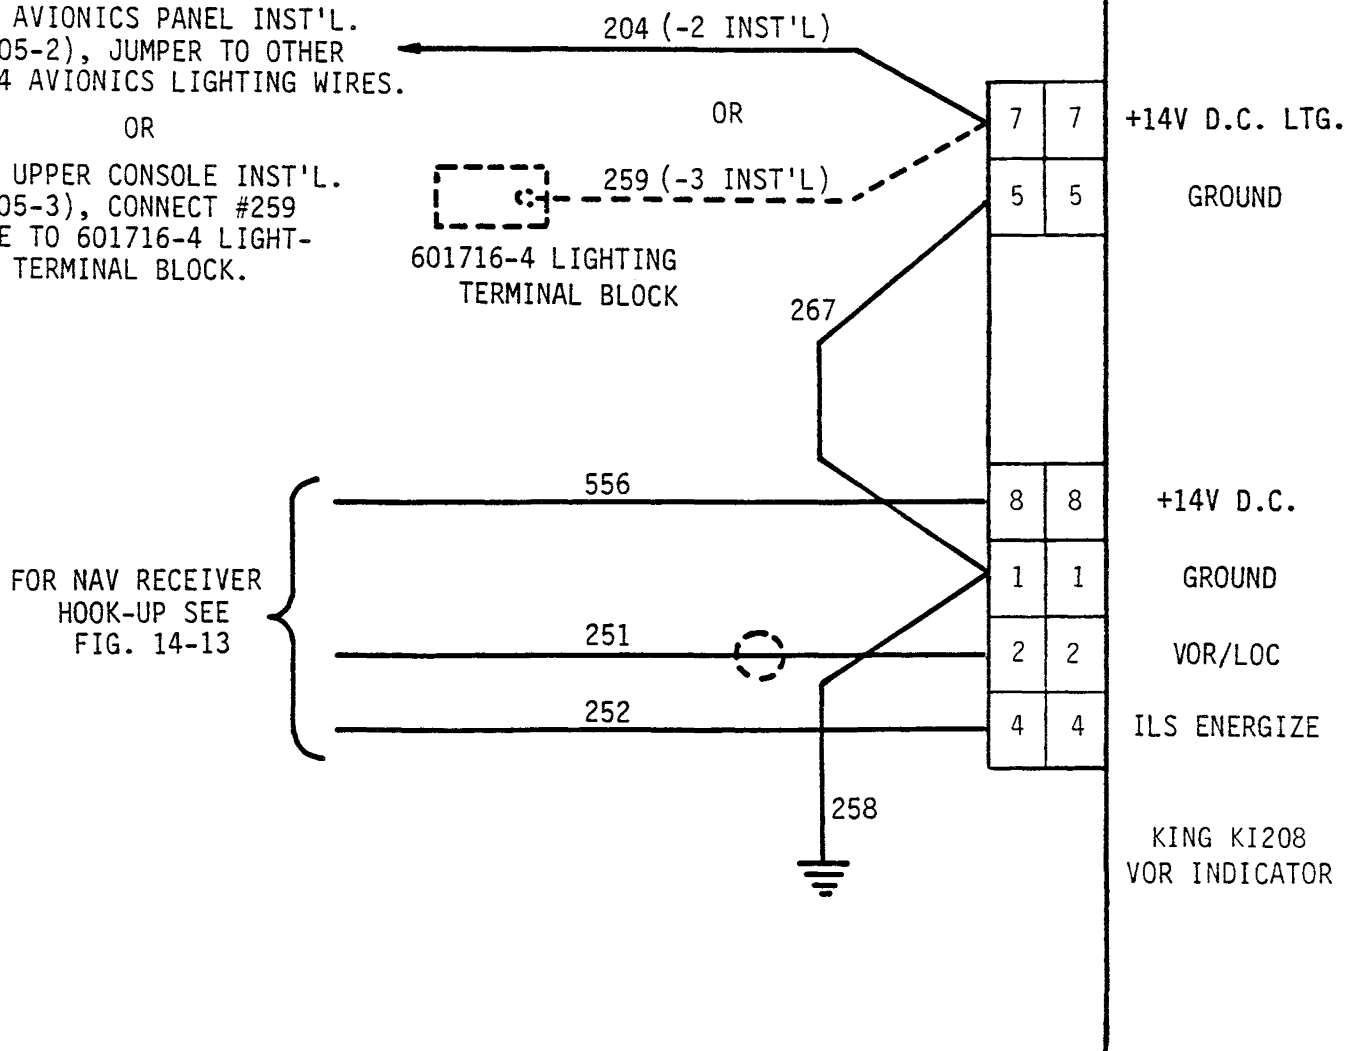 AVIONICS PANEL INST'L.
05-2), JUMPER TO OTHER
4 AVIONICS LIGHTING WIRES.
OR
UPPER CONSOLE INST'L.
05-3), CONNECT #259
E TO 601716-4 LIGHT-
TERMINAL BLOCK.
204 (-2 INST'L)
OR
259 (-3 INST'L)
601716-4 LIGHTING
TERMINAL BLOCK
7 7 +14V D.C. LTG.
5 5 GROUND
267
556
8 8 +14V D.C.
1 1 GROUND
FOR NAV RECEIVER
HOOK-UP SEE
FIG. 14-13
251
2 2 VOR/LOC
252
4 4 ILS ENERGIZE
258
KING KI208
VOR INDICATOR